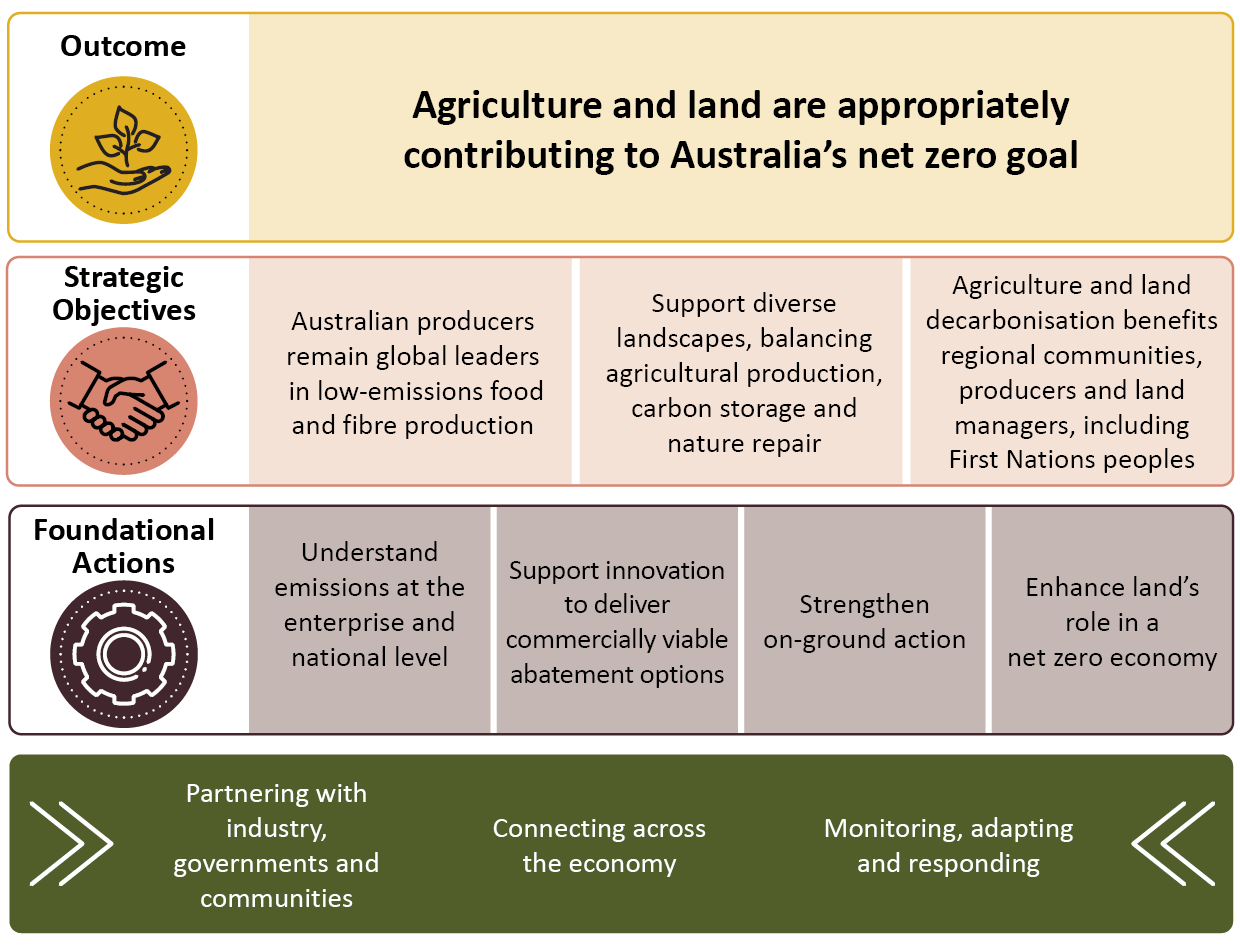 Outcome
Agriculture and land are appropriately
contributing to Australia’s net zero goal
Strategic
Objectives
Australian producers
remain global leaders
in low-emissions food
and fibre production
Support diverse
landscapes, balancing
agricultural production,
carbon storage and
nature repair
Agriculture and land
decarbonisation benefits
regional communities,
producers and land
managers, including
First Nations peoples
Foundational
Actions
Understand
emissions at the
enterprise and
national level
Support innovation
to deliver
commercially viable
abatement options
Strengthen
on-ground action
Enhance land’s
role in a
net zero economy
Partnering with
industry,
governments and
communities
Connecting across
the economy
Monitoring, adapting
and responding